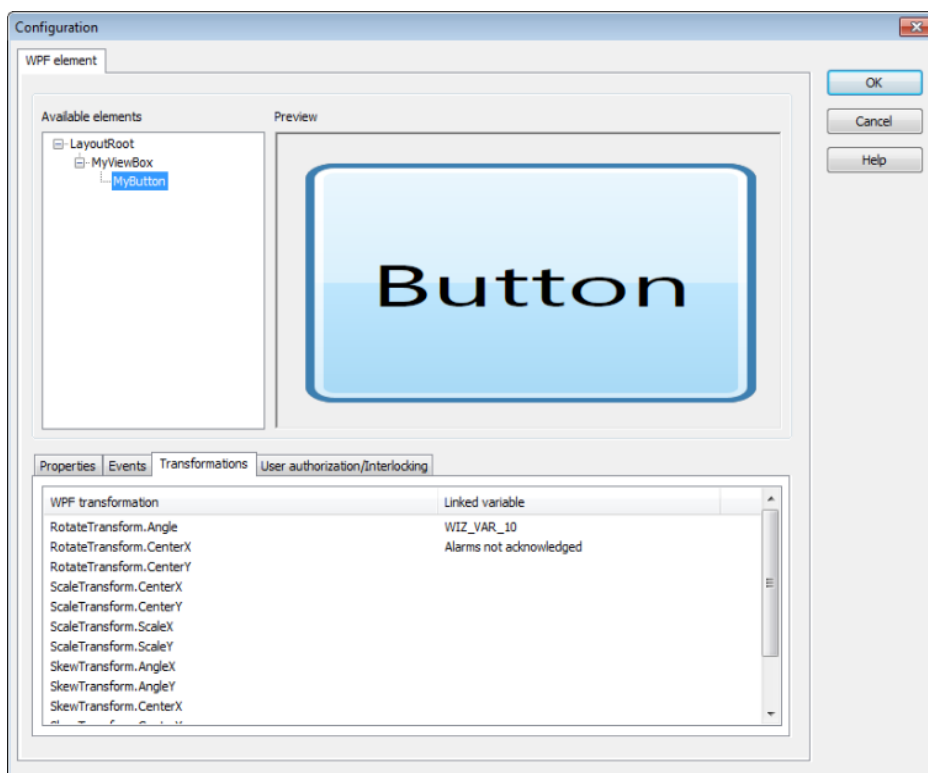 Configuration
WPF element
OK
Cancel
Help
Available elements
Preview
LayoutRoot
MyViewBox
MyButton
Button
Properties Events Transformations User authorization/Interlocking
WPF transformation Linked variable
RotateTransform.Angle WIZ_VAR_10
RotateTransform.CenterX Alarms not acknowledged
RotateTransform.CenterY
ScaleTransform.CenterX
ScaleTransform.CenterY
ScaleTransform.ScaleX
ScaleTransform.ScaleY
SkewTransform.AngleX
SkewTransform.AngleY
SkewTransform.CenterX